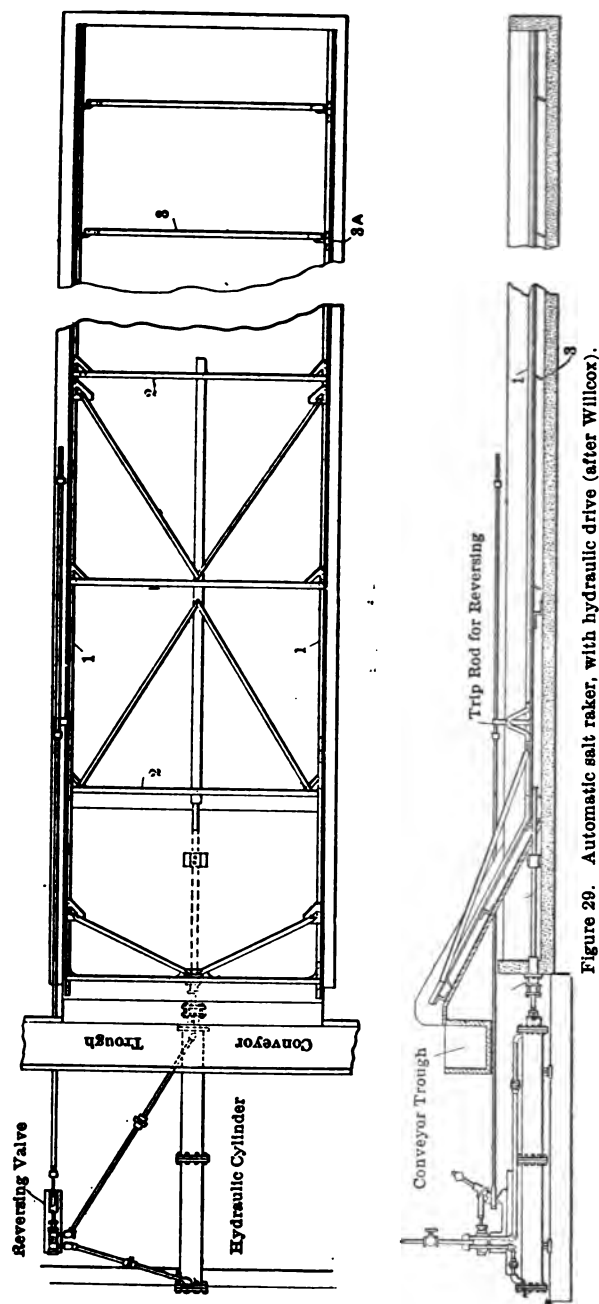 Reversing Valve
Hydraulic Cylinder
Conveyor
Trough
1
1
2
2
3
3A
Conveyor Trough
Trip Rod for Reversing
1
3
Figure 29. Automatic salt raker, with hydraulic drive (after Willcox).